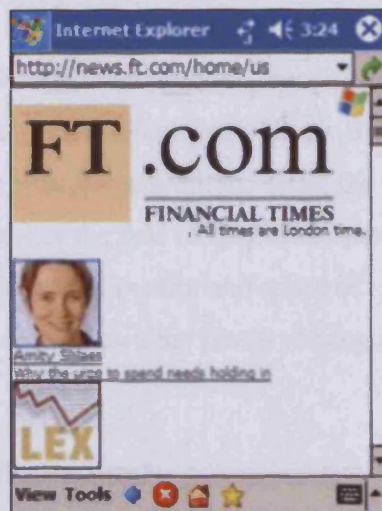 Internet Explorer 3:24
http://news.ft.com/home/us
FT.com
FINANCIAL TIMES
, All times are London time.
Amity Shlaes
Why the urge to spend needs holding in
LEX
View Tools